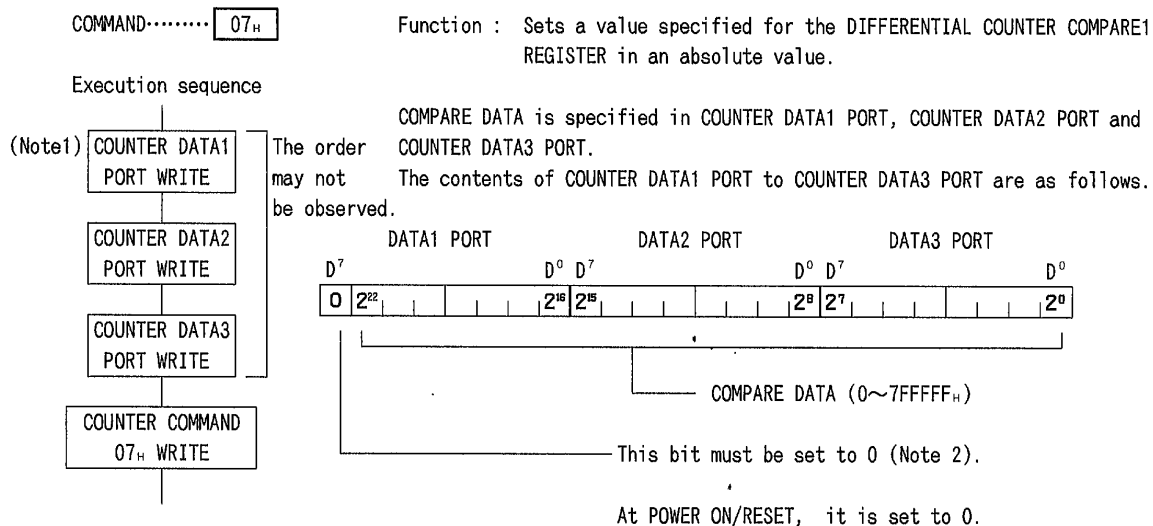 COMMAND········· 07H
Function : Sets a value specified for the DIFFERENTIAL COUNTER COMPARE1
REGISTER in an absolute value.
Execution sequence
(Note1) COUNTER DATA1
PORT WRITE
COUNTER DATA2
PORT WRITE
COUNTER DATA3
PORT WRITE
COUNTER COMMAND
07H WRITE
The order
may not
be observed.
COMPARE DATA is specified in COUNTER DATA1 PORT, COUNTER DATA2 PORT and
COUNTER DATA3 PORT.
The contents of COUNTER DATA1 PORT to COUNTER DATA3 PORT are as follows.
DATA1 PORT DATA2 PORT DATA3 PORT
D⁷ D⁰ D⁷ D⁰ D⁷ D⁰
0 2²² 2¹⁶ 2¹⁵ 2⁸ 2⁷ 2⁰
COMPARE DATA (0~7FFFFFH)
This bit must be set to 0 (Note 2).
At POWER ON/RESET, it is set to 0.